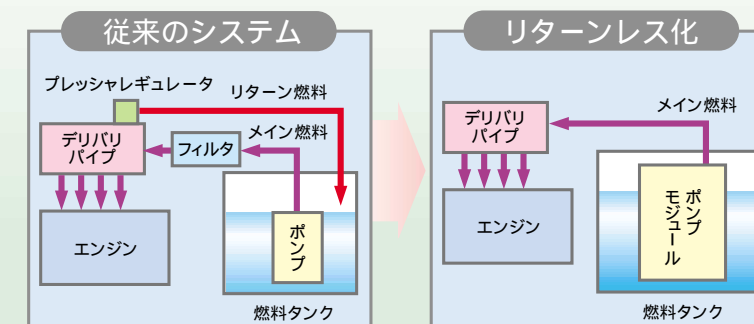 従来のシステム
プレッシャレギュレータ
リターン燃料
デリバリ
パイプ
フィルタ
メイン燃料
エンジン
ポンプ
燃料タンク
リターンレス化
メイン燃料
デリバリ
パイプ
エンジン
ポンプ
モジュール
燃料タンク